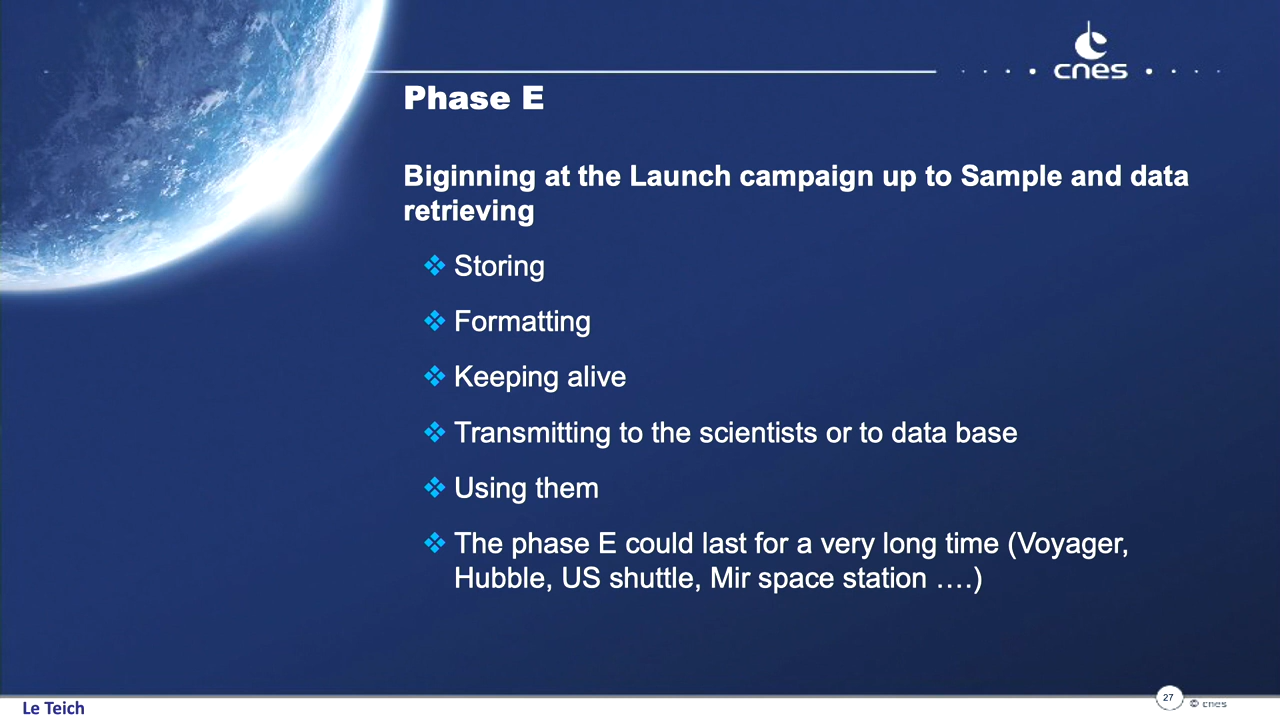 cnes
Phase E
Biginning at the Launch campaign up to Sample and data
retrieving
❖ Storing
❖ Formatting
❖ Keeping alive
❖ Transmitting to the scientists or to data base
❖ Using them
❖ The phase E could last for a very long time (Voyager,
Hubble, US shuttle, Mir space station ….)
Le Teich
27
© cnes